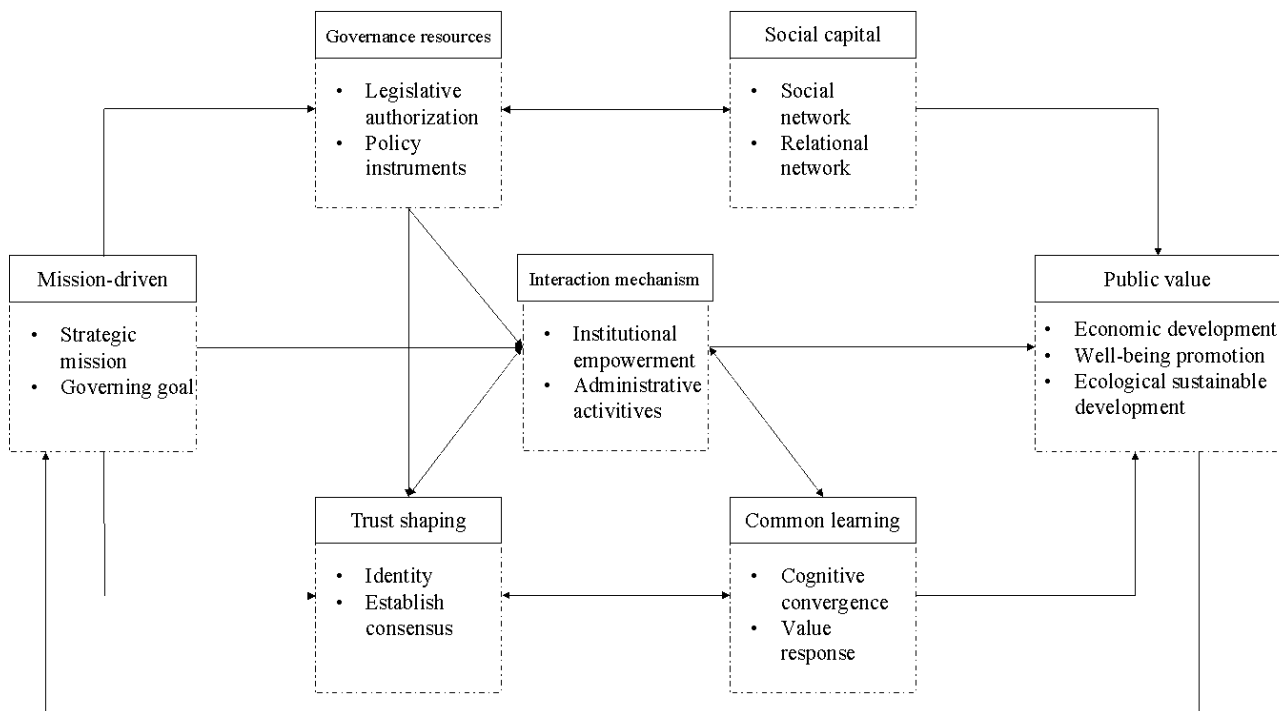 Governance resources
• Legislative
authorization
• Policy
instruments
Social capital
• Social
network
• Relational
network
Mission-driven
• Strategic
mission
• Governing goal
Interaction mechanism
• Institutional
empowerment
• Administrative
activitives
Public value
• Economic development
• Well-being promotion
• Ecological sustainable
development
Trust shaping
• Identity
• Establish
consensus
Common learning
• Cognitive
convergence
• Value
response